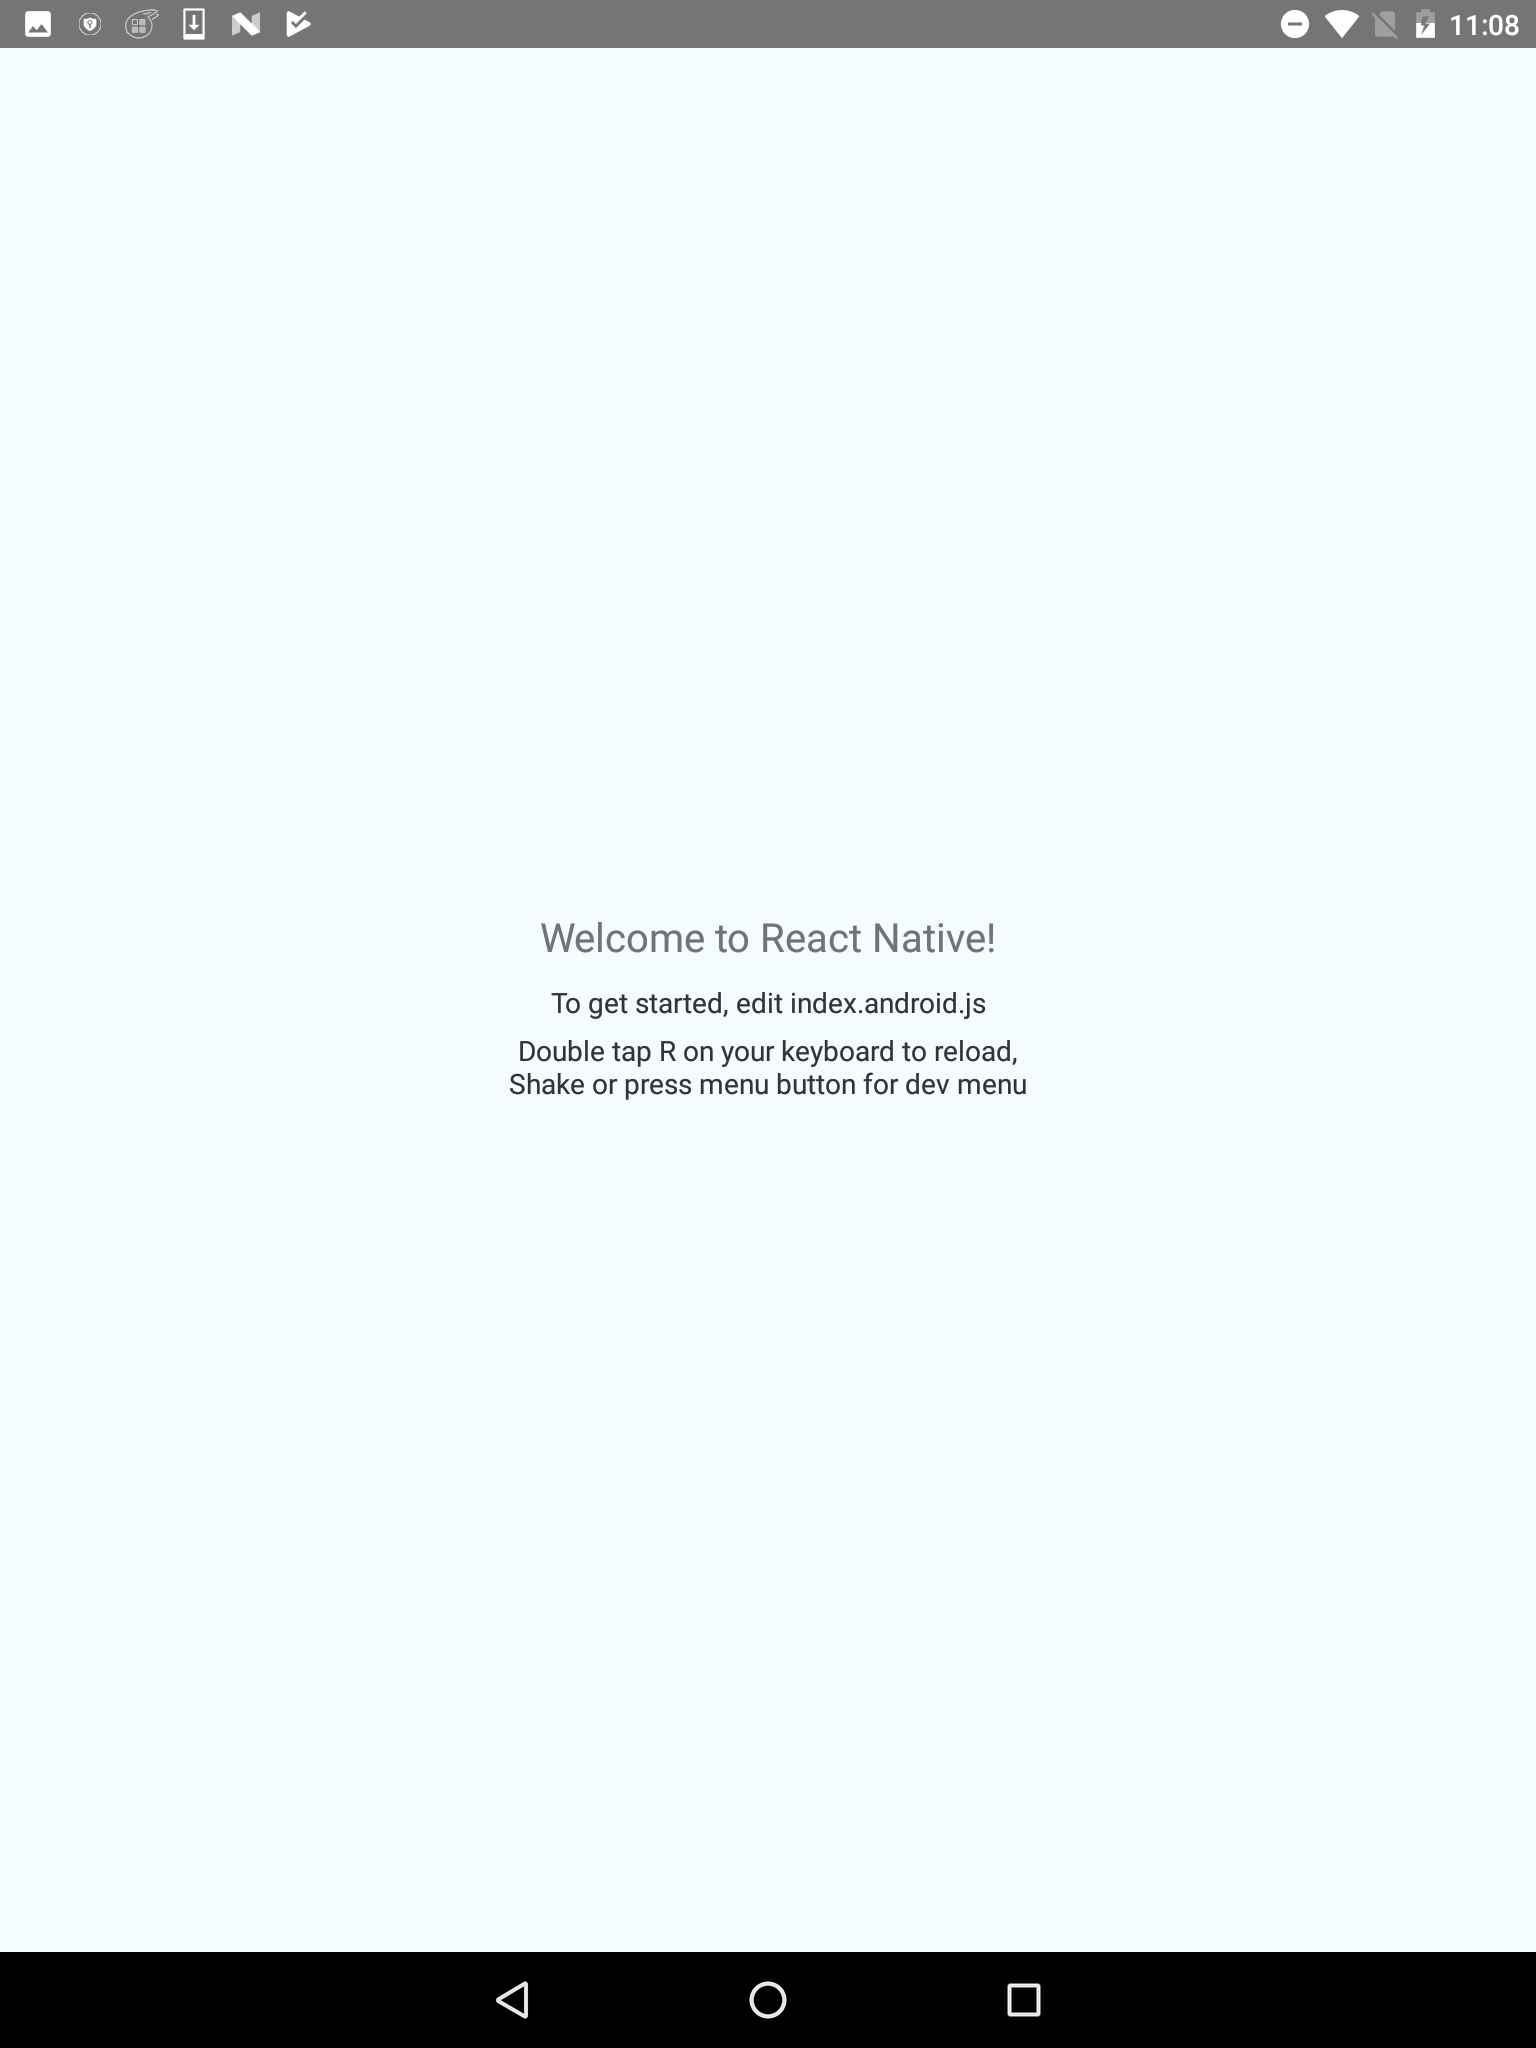 11:08
Welcome to React Native!
To get started, edit index.android.js
Double tap R on your keyboard to reload,
Shake or press menu button for dev menu